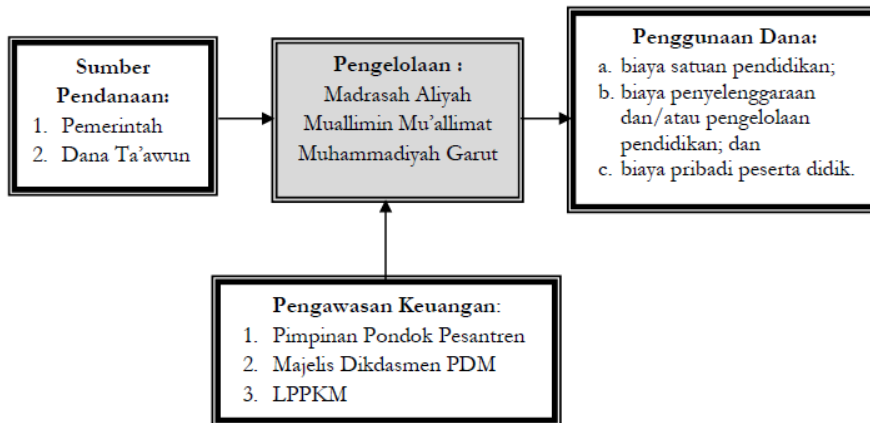 Sumber
Pendanaan:
1. Pemerintah
2. Dana Ta’awun
Pengelolaan :
Madrasah Aliyah
Muallimin Mu’allimat
Muhammadiyah Garut
Penggunaan Dana:
a. biaya satuan pendidikan;
b. biaya penyelenggaraan
dan/atau pengelolaan
pendidikan; dan
c. biaya pribadi peserta didik.
Pengawasan Keuangan:
1. Pimpinan Pondok Pesantren
2. Majelis Dikdasmen PDM
3. LPPKM